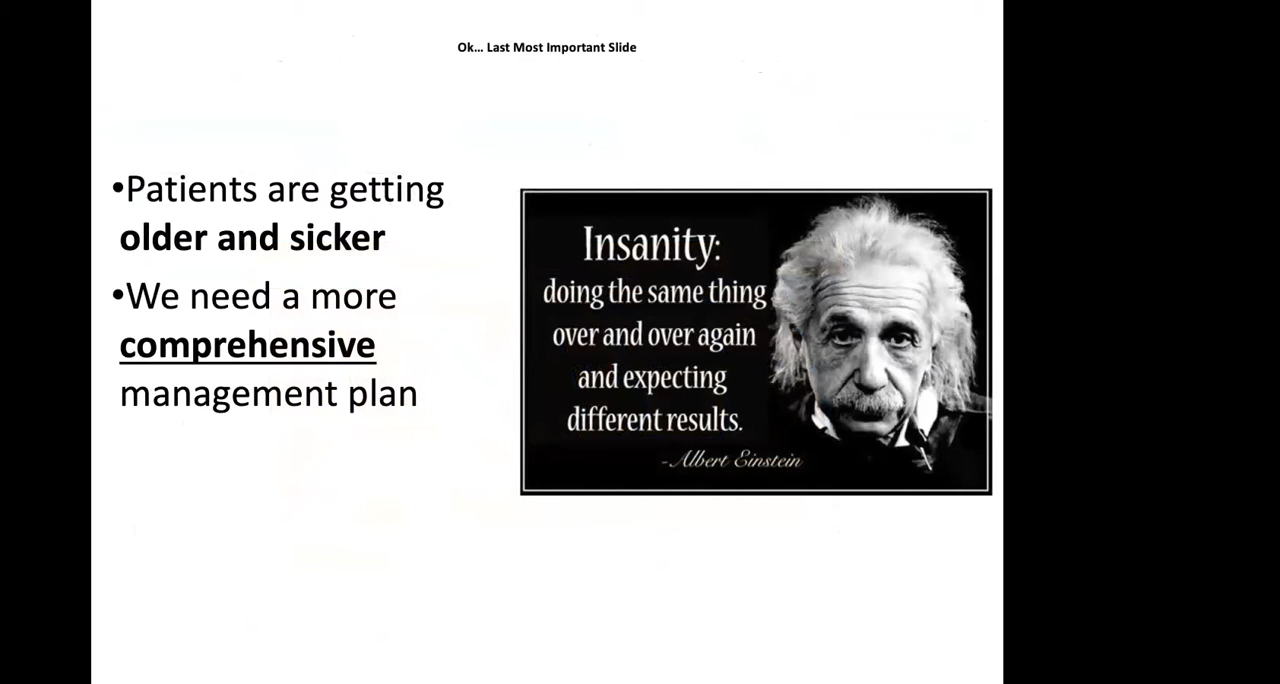 Ok... Last Most Important Slide
•Patients are getting
older and sicker
•We need a more
comprehensive
management plan
Insanity:
doing the same thing
over and over again
and expecting
different results.
-Albert Einstein